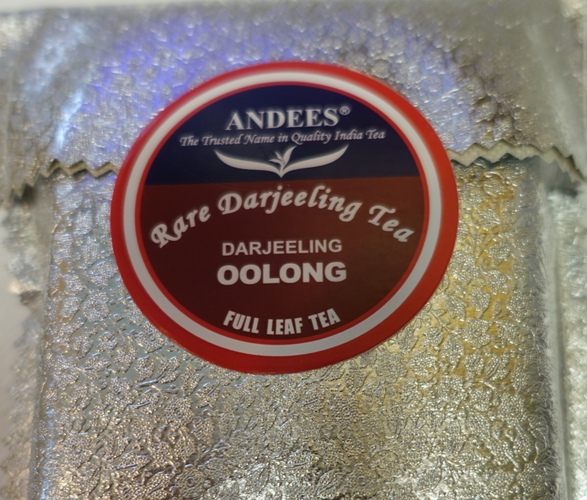 ANDEES®
The Trusted Name in Quality India Tea
Rare Darjeeling Tea
DARJEELING
OOLONG
FULL LEAF TEA